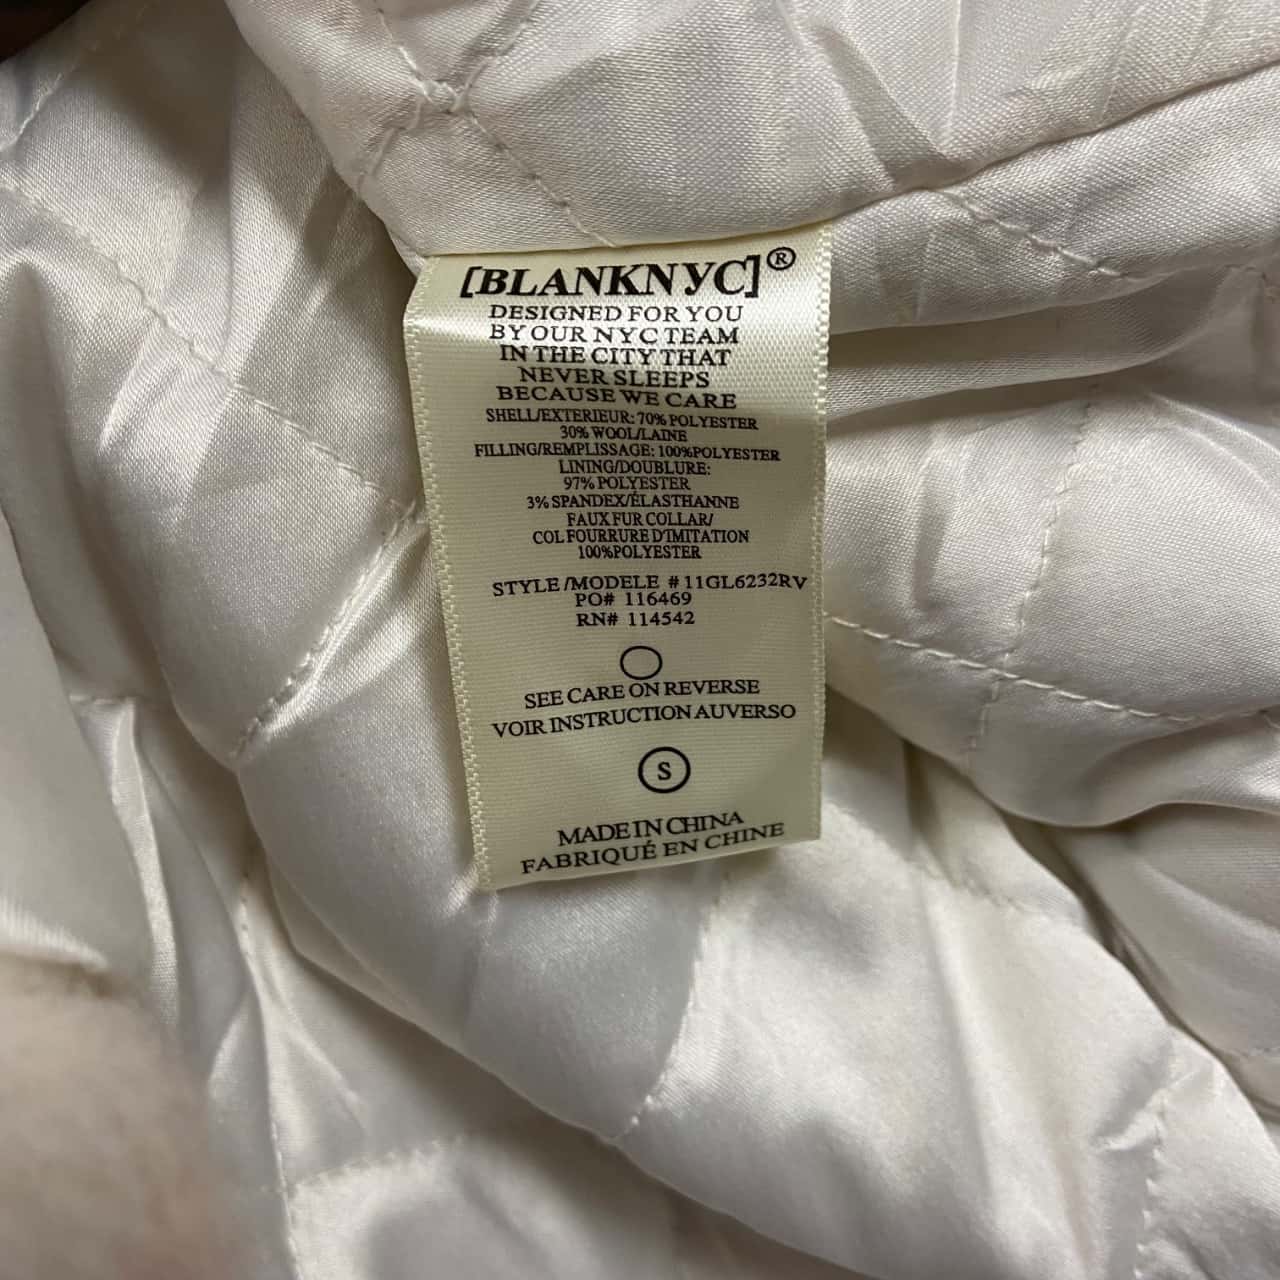 [BLANKNYC]®
DESIGNED FOR YOU
BY OUR NYC TEAM
IN THE CITY THAT
NEVER SLEEPS
BECAUSE WE CARE
SHELL/EXTERIEUR: 70% POLYESTER
30% WOOL/LAINE
FILLING/REMPLISSAGE: 100%POLYESTER
LINING/DOUBLURE:
97% POLYESTER
3% SPANDEX/ÉLASTHANNE
FAUX FUR COLLAR/
COL FOURRURE D'IMITATION
100%POLYESTER
STYLE/MODELE #11GL6232RV
PO# 116469
RN# 114542
SEE CARE ON REVERSE
VOIR INSTRUCTION AUVERSO
S
MADE IN CHINA
FABRIQUÉ EN CHINE